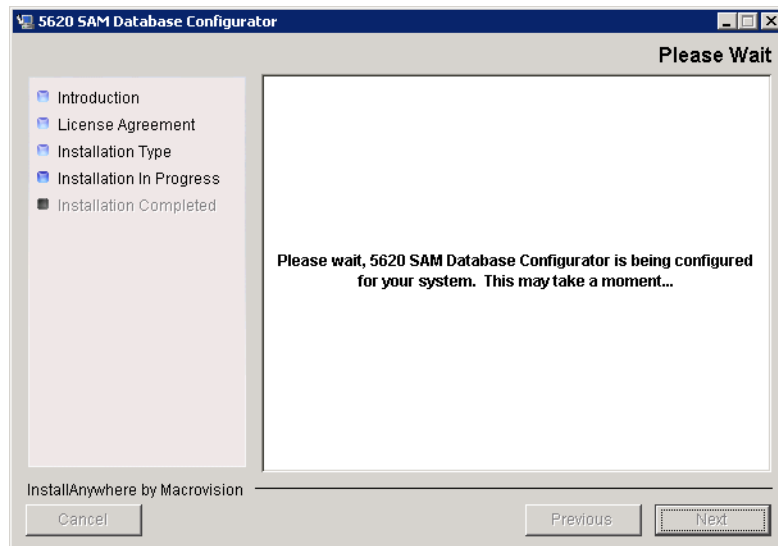 5620 SAM Database Configurator
Please Wait
Introduction
License Agreement
Installation Type
Installation In Progress
Installation Completed
Please wait, 5620 SAM Database Configurator is being configured
for your system.  This may take a moment...
InstallAnywhere by Macrovision
Cancel
Previous
Next